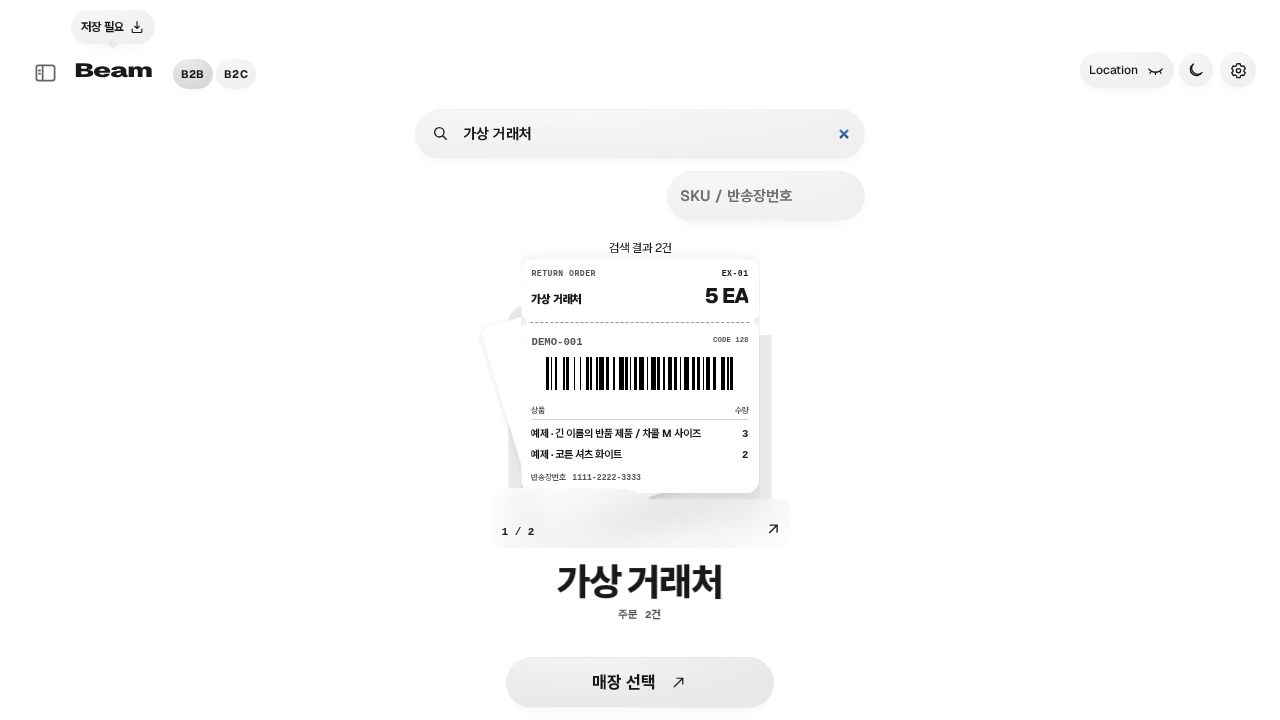 저장 필요
Beam
B2B B2C
Location
가상 거래처
SKU / 반송장번호
검색 결과 2건
RETURN ORDER EX-01
가상 거래처 5 EA
DEMO-001 CODE 128
상품 수량
예제 · 긴 이름의 반품 제품 / 차콜 M 사이즈 3
예제 · 코튼 셔츠 화이트 2
반송장번호 1111-2222-3333
1 / 2
가상 거래처
주문 2건
매장 선택